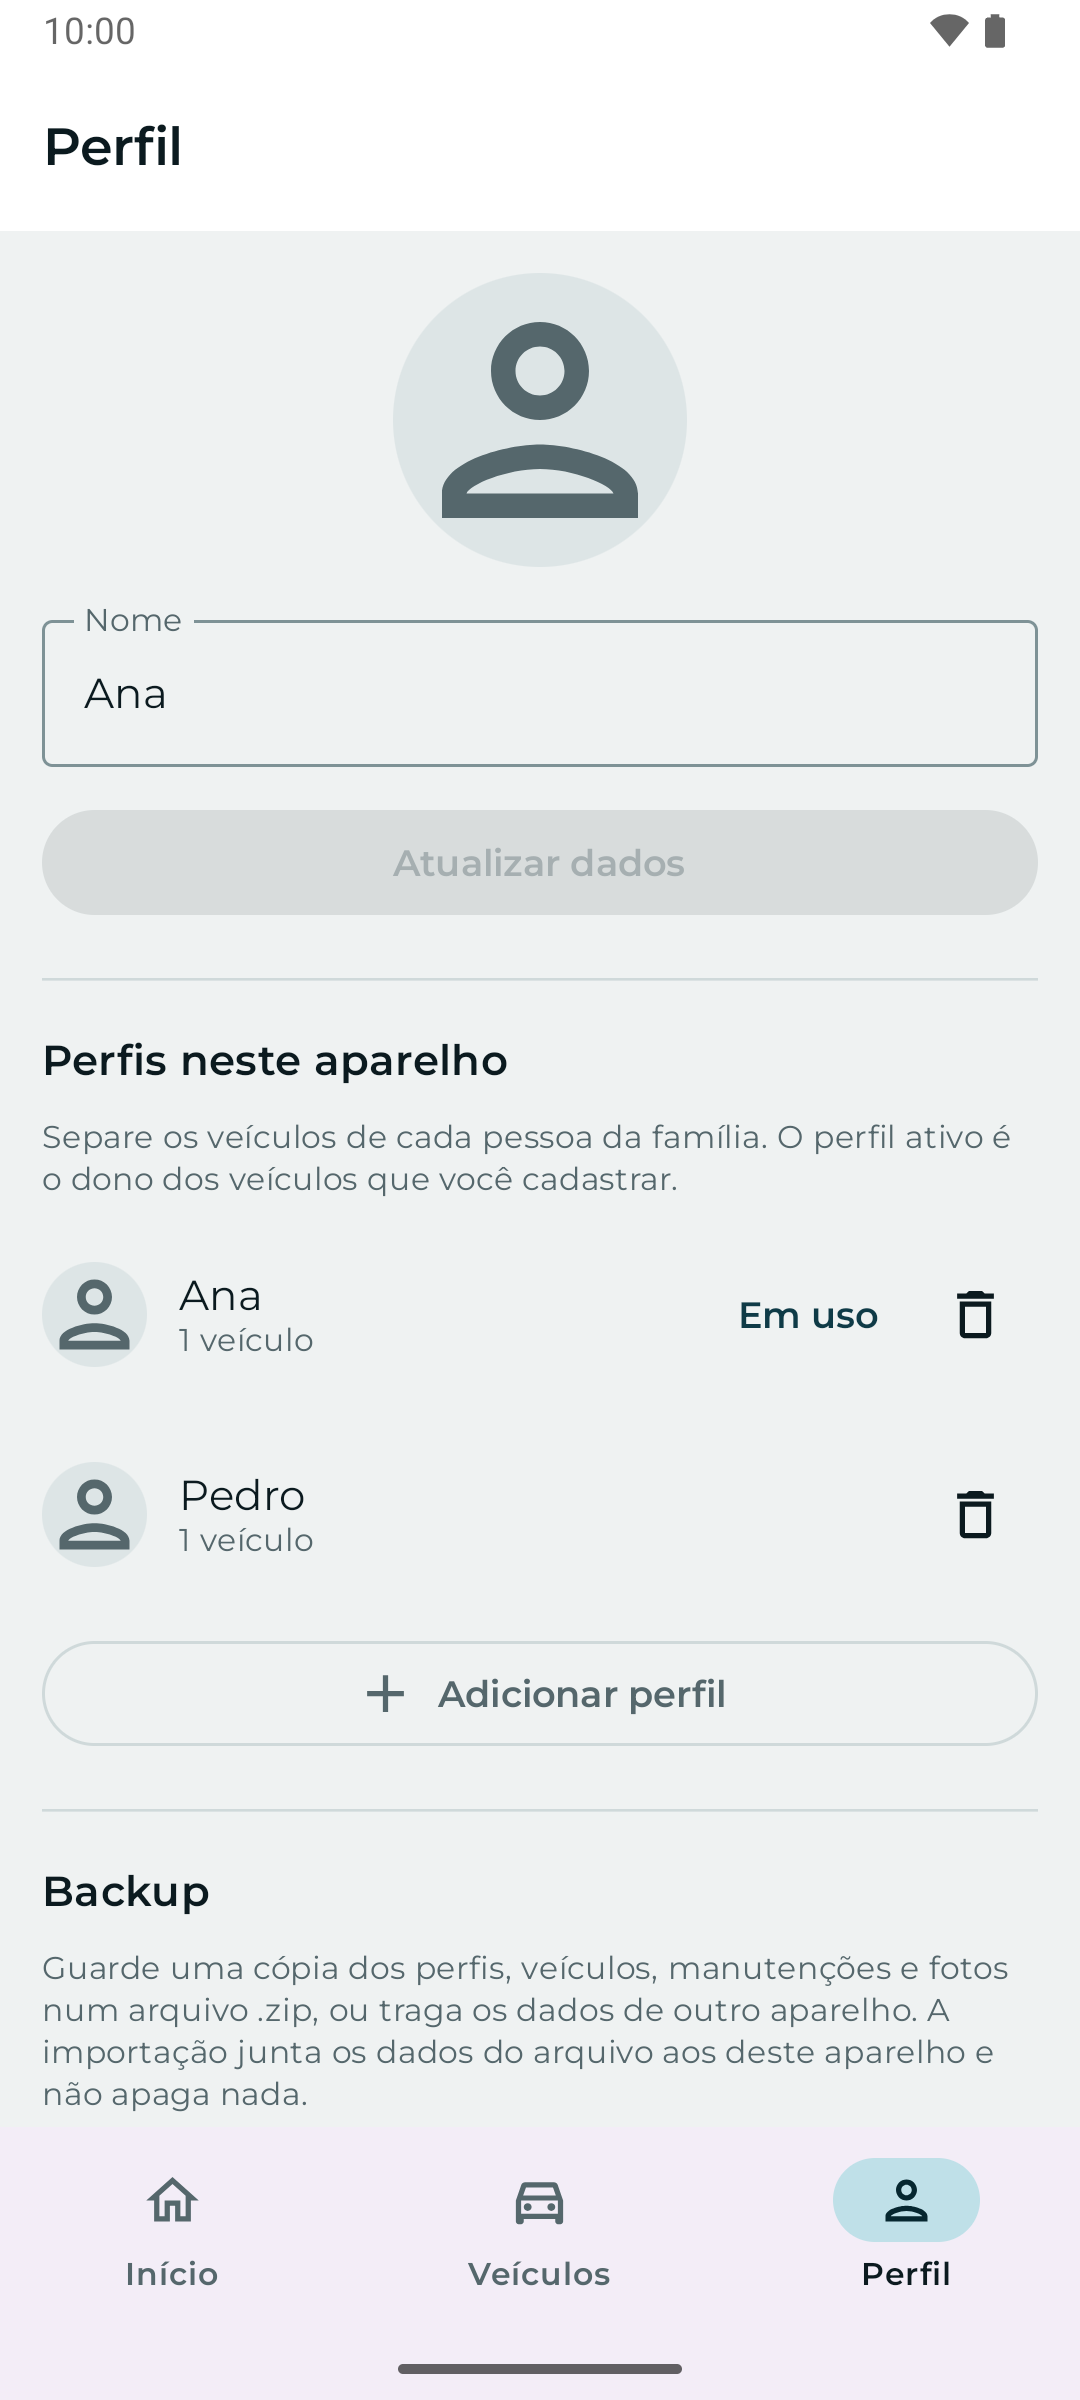 10:00
Perfil
Nome
Ana
Atualizar dados
Perfis neste aparelho
Separe os veículos de cada pessoa da família. O perfil ativo é
o dono dos veículos que você cadastrar.
Ana
1 veículo
Em uso
Pedro
1 veículo
Adicionar perfil
Backup
Guarde uma cópia dos perfis, veículos, manutenções e fotos
num arquivo .zip, ou traga os dados de outro aparelho. A
importação junta os dados do arquivo aos deste aparelho e
não apaga nada.
Início
Veículos
Perfil